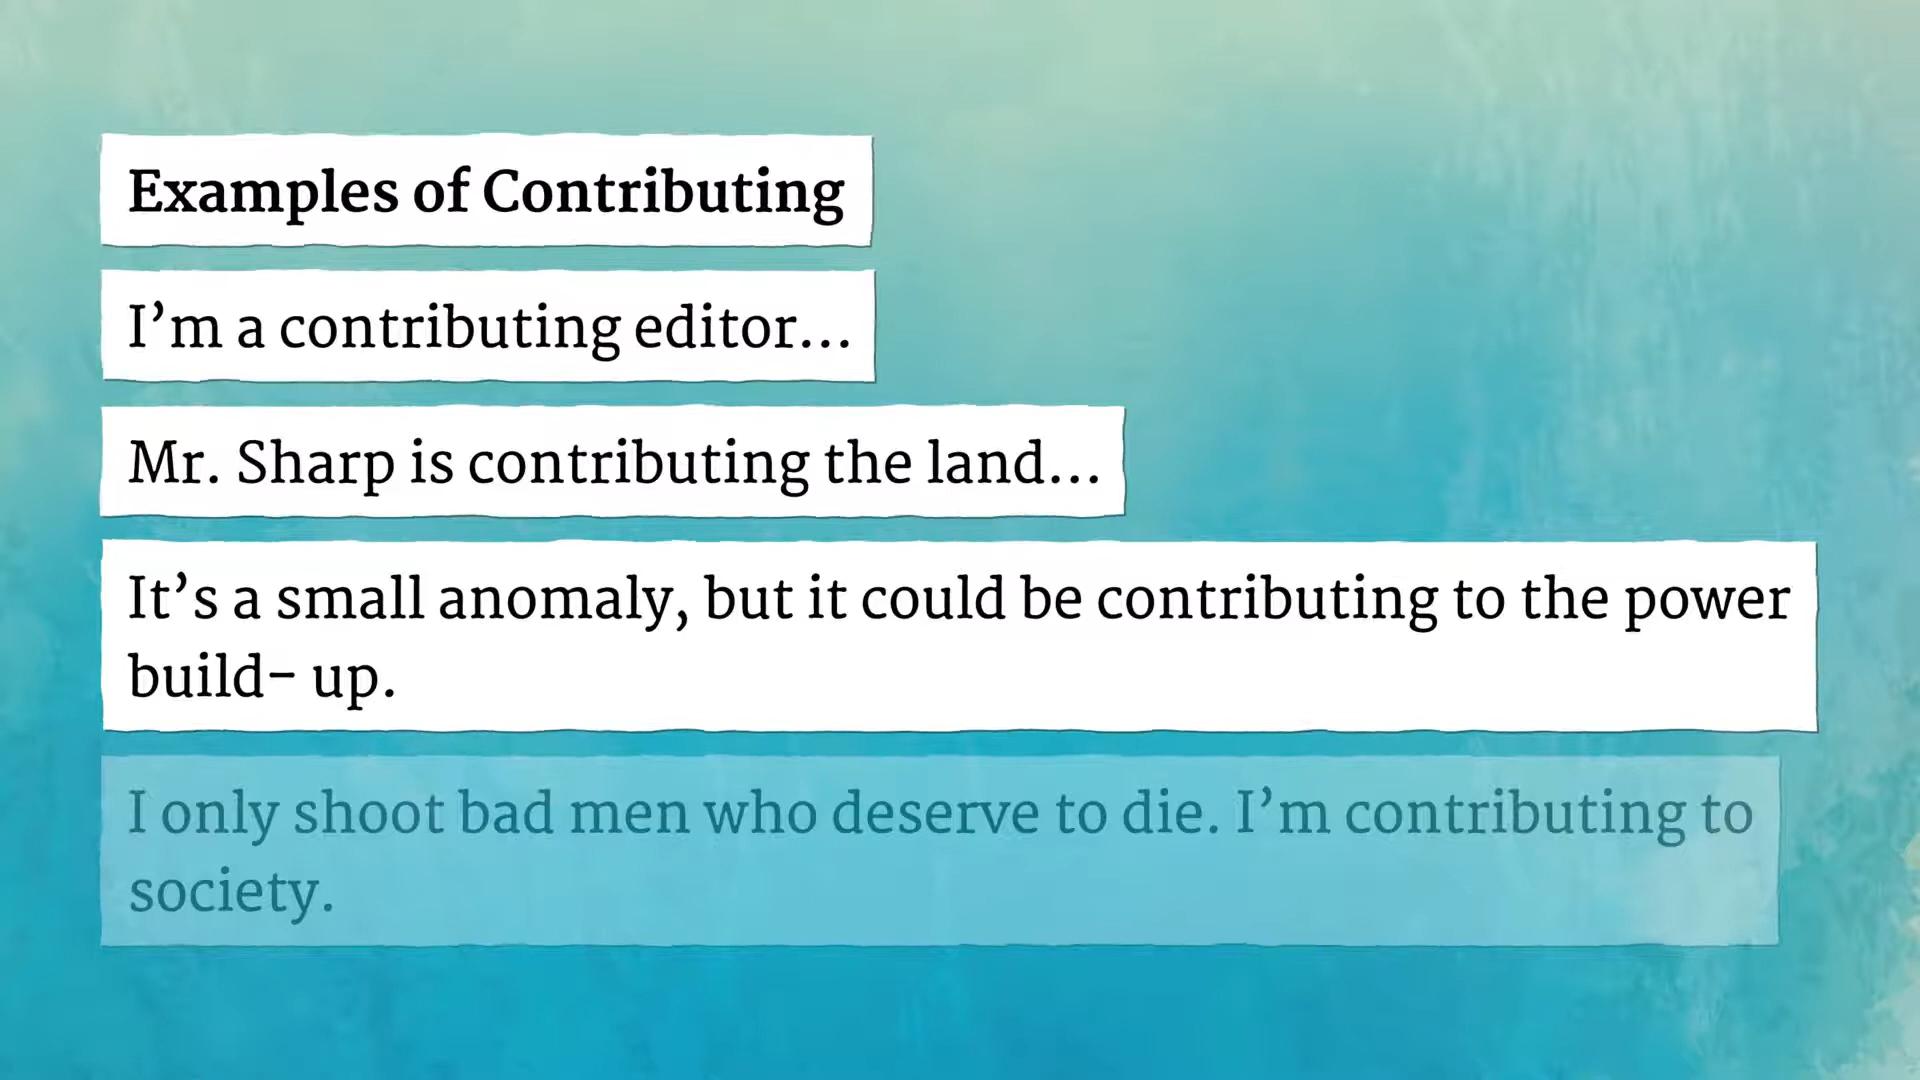 Examples of Contributing
I’m a contributing editor...
Mr. Sharp is contributing the land...
It’s a small anomaly, but it could be contributing to the power
build- up.
I only shoot bad men who deserve to die. I’m contributing to
society.